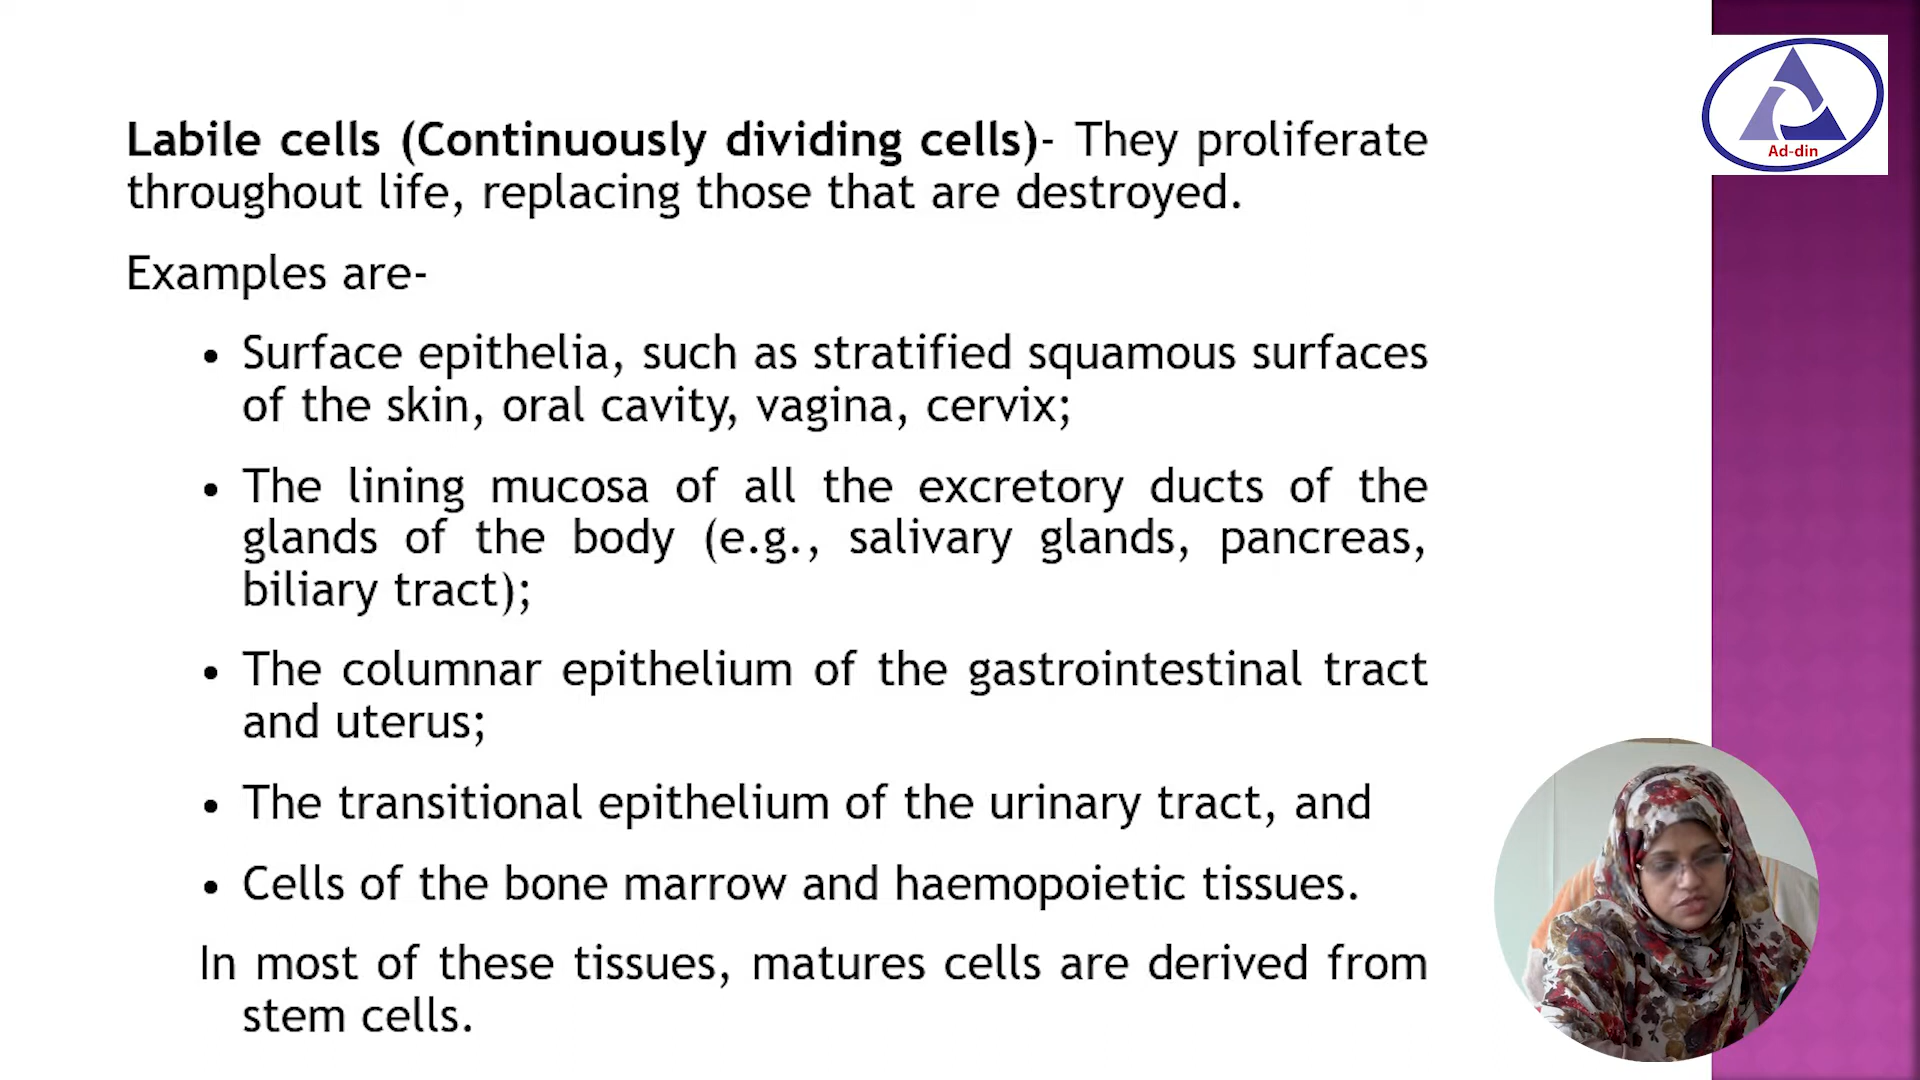 Labile cells (Continuously dividing cells)- They proliferate
throughout life, replacing those that are destroyed.
Examples are-
• Surface epithelia, such as stratified squamous surfaces
of the skin, oral cavity, vagina, cervix;
• The lining mucosa of all the excretory ducts of the
glands of the body (e.g., salivary glands, pancreas,
biliary tract);
• The columnar epithelium of the gastrointestinal tract
and uterus;
• The transitional epithelium of the urinary tract, and
• Cells of the bone marrow and haemopoietic tissues.
In most of these tissues, matures cells are derived from
stem cells.
Ad-din